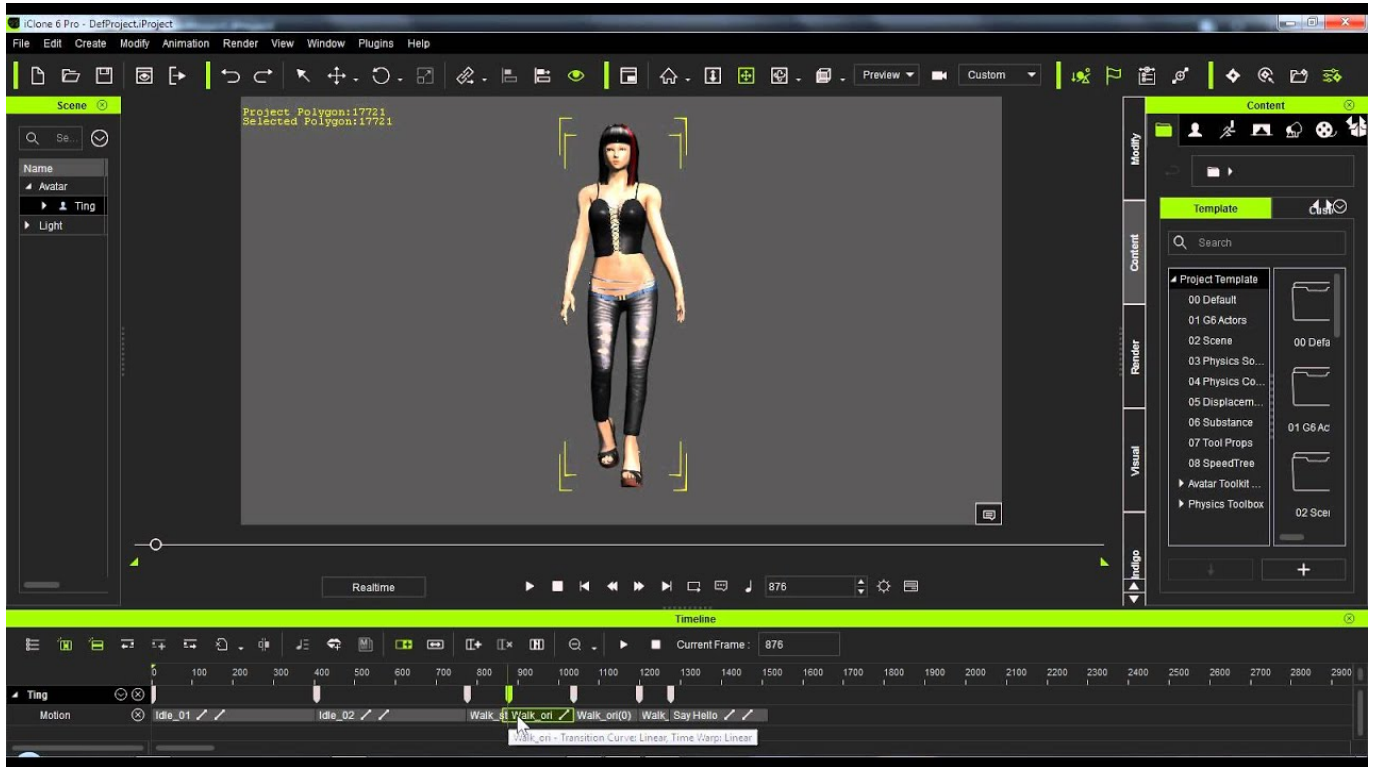 iClone 6 Pro - DefProject.iProject
File Edit Create Modify Animation Render View Window Plugins Help
Preview Custom
Scene
Se...
Name
Avatar
Ting
Light
Project Polygon:17721
Selected Polygon:17721
Realtime
876
Modify
Content
Render
Visual
Indigo
Content
Template
Search
Project Template
00 Default
01 G6 Actors
02 Scene
03 Physics So...
04 Physics Co...
05 Displacem...
06 Substance
07 Tool Props
08 SpeedTree
Avatar Toolkit ...
Physics Toolbox
00 Defa
01 G6 Ac
02 Scei
Timeline
Current Frame : 876
0 100 200 300 400 500 600 700 800 900 1000 1100 1200 1300 1400 1500 1600 1700 1800 1900 2000 2100 2200 2300 2400 2500 2600 2700 2800 2900
Ting
Motion Idle_01 Idle_02 Walk_st Walk_ori Walk_ori(0) Walk_ Say Hello
Walk_ori - Transition Curve: Linear, Time Warp: Linear